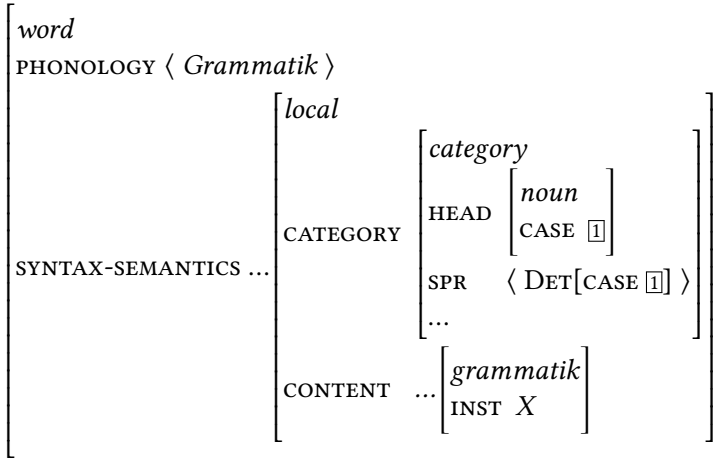 word
PHONOLOGY ⟨ Grammatik ⟩
local
category
HEAD noun
CASE 1
CATEGORY
SYNTAX-SEMANTICS ...
SPR ⟨ DET[CASE 1] ⟩
...
CONTENT ... grammatik
INST X